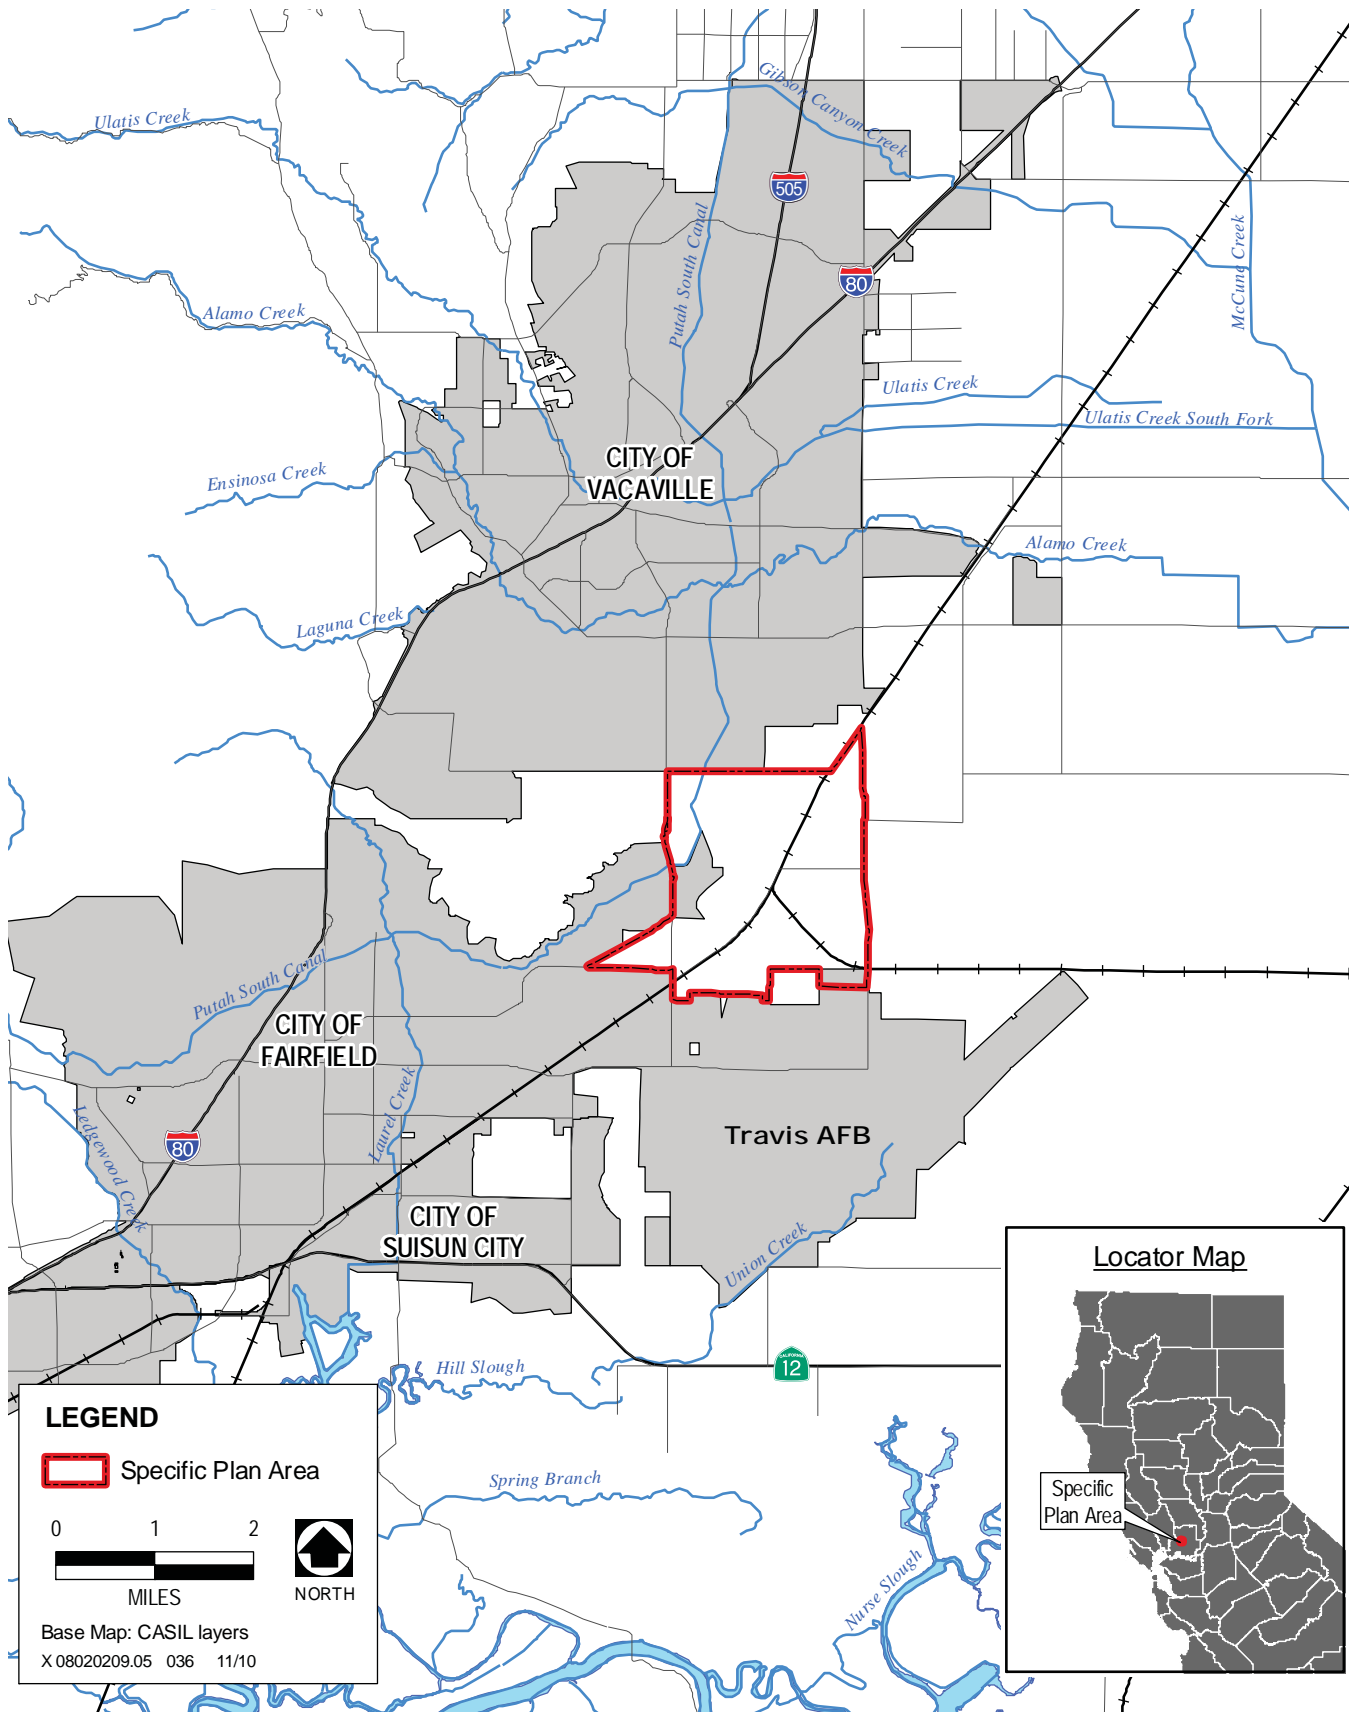 Gibson Canyon Creek
Ulatis Creek
505
Putah South Canal
McCune Creek
80
Alamo Creek
Ulatis Creek
Ulatis Creek South Fork
CITY OF
VACAVILLE
Ensinosa Creek
Alamo Creek
Laguna Creek
Putah South Canal
CITY OF
FAIRFIELD
Laurel Creek
Ledgewood Creek
80
Travis AFB
CITY OF
SUISUN CITY
Union Creek
Hill Slough
CALIFORNIA
12
Spring Branch
Nurse Slough
LEGEND
Specific Plan Area
0 1 2
MILES
NORTH
Base Map: CASIL layers
X 08020209.05 036 11/10
Locator Map
Specific
Plan Area